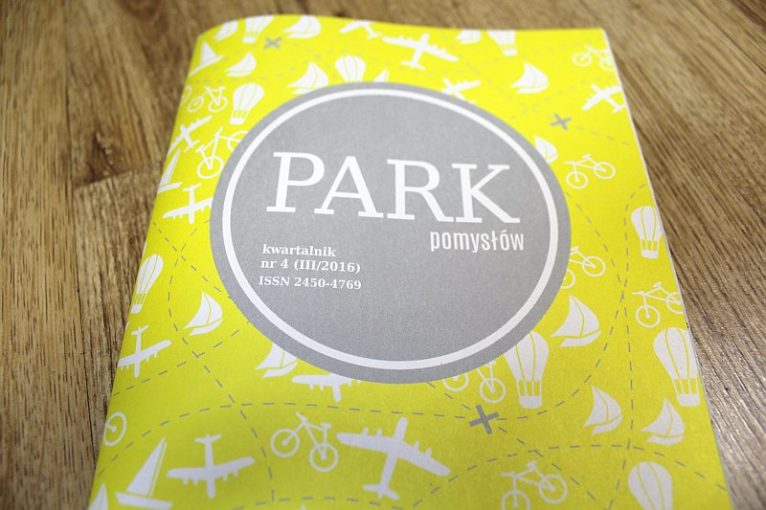 PARK
pomysłów
kwartalnik
nr 4 (III/2016)
ISSN 2450-4769